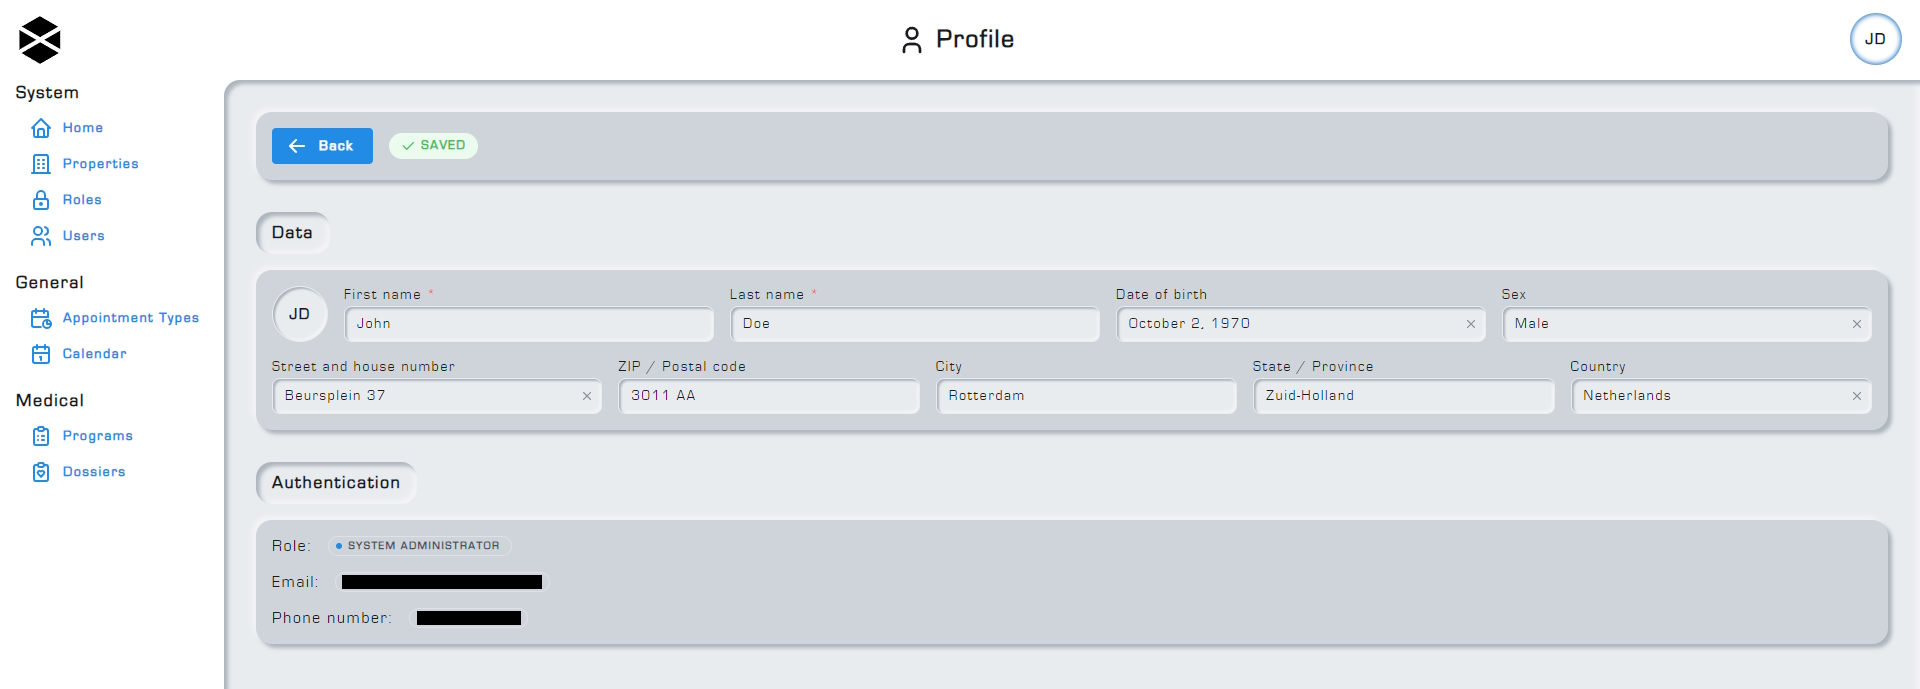 Profile
JD
System
Home
Properties
Roles
Users
General
Appointment Types
Calendar
Medical
Programs
Dossiers
Back
SAVED
Data
JD
First name *
John
Last name *
Doe
Date of birth
October 2, 1970
Sex
Male
Street and house number
Beursplein 37
ZIP / Postal code
3011 AA
City
Rotterdam
State / Province
Zuid-Holland
Country
Netherlands
Authentication
Role: SYSTEM ADMINISTRATOR
Email:
Phone number: